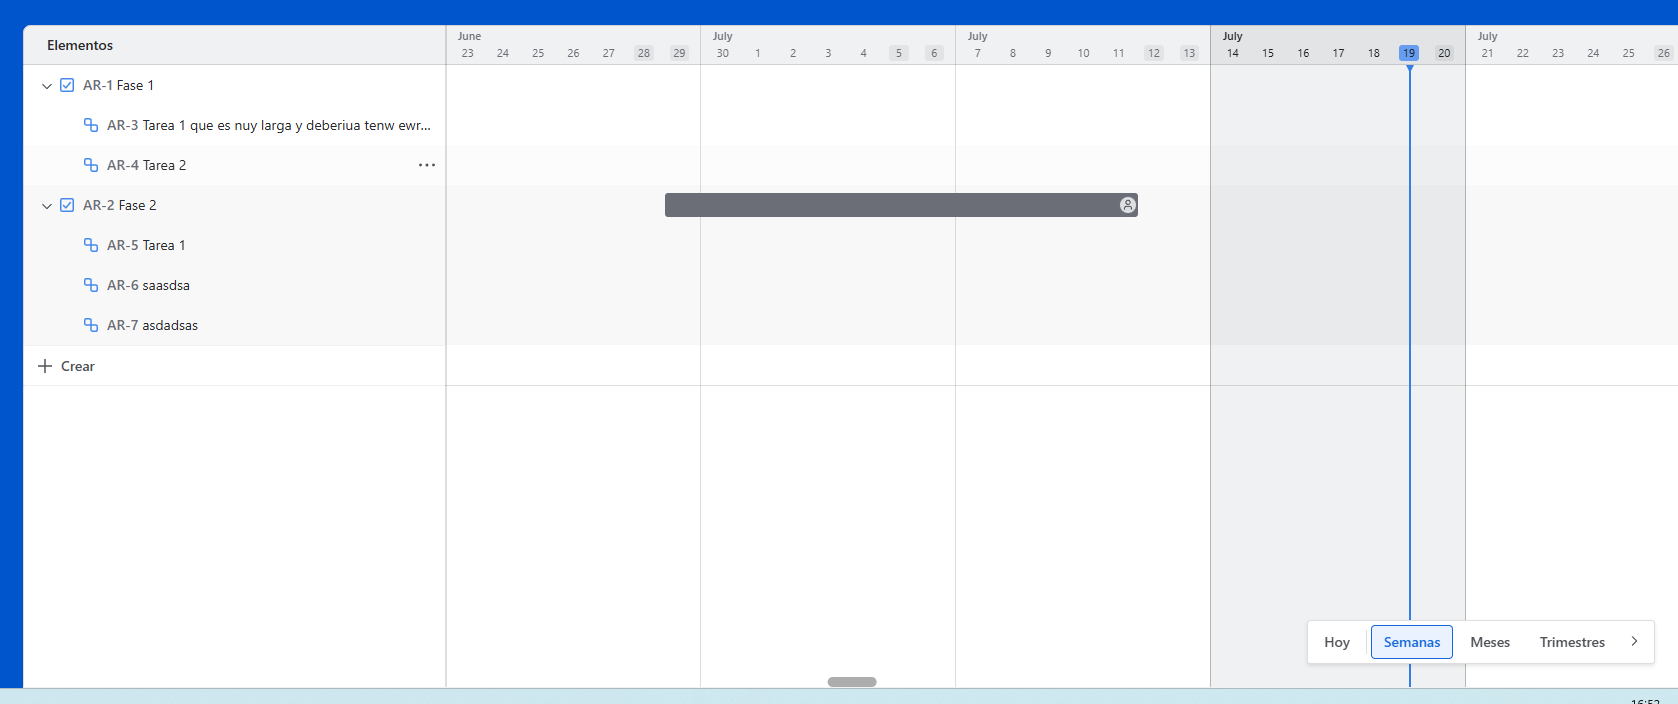 Elementos
June
July
July
July
July
23 24 25 26 27 28 29 30 1 2 3 4 5 6 7 8 9 10 11 12 13 14 15 16 17 18 19 20 21 22 23 24 25 26
AR-1 Fase 1
AR-3 Tarea 1 que es nuy larga y deberiua tenw ewr...
AR-4 Tarea 2
AR-2 Fase 2
AR-5 Tarea 1
AR-6 saasdsa
AR-7 asdadsas
Crear
Hoy Semanas Meses Trimestres